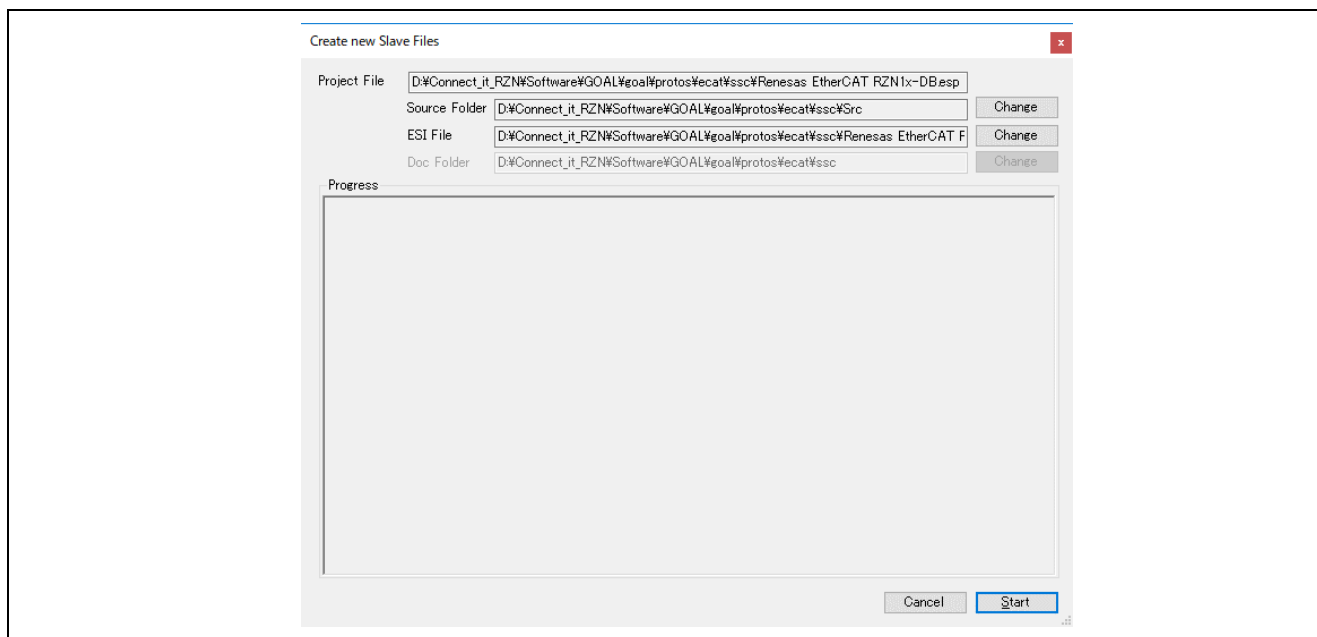 Create new Slave Files
x
Project File D:¥Connect_it_RZN¥Software¥GOAL¥goal¥protos¥ecat¥ssc¥Renesas EtherCAT RZN1x-DB.esp
Source Folder D:¥Connect_it_RZN¥Software¥GOAL¥goal¥protos¥ecat¥ssc¥Src Change
ESI File D:¥Connect_it_RZN¥Software¥GOAL¥goal¥protos¥ecat¥ssc¥Renesas EtherCAT F Change
Doc Folder D:¥Connect_it_RZN¥Software¥GOAL¥goal¥protos¥ecat¥ssc Change
Progress
Cancel Start